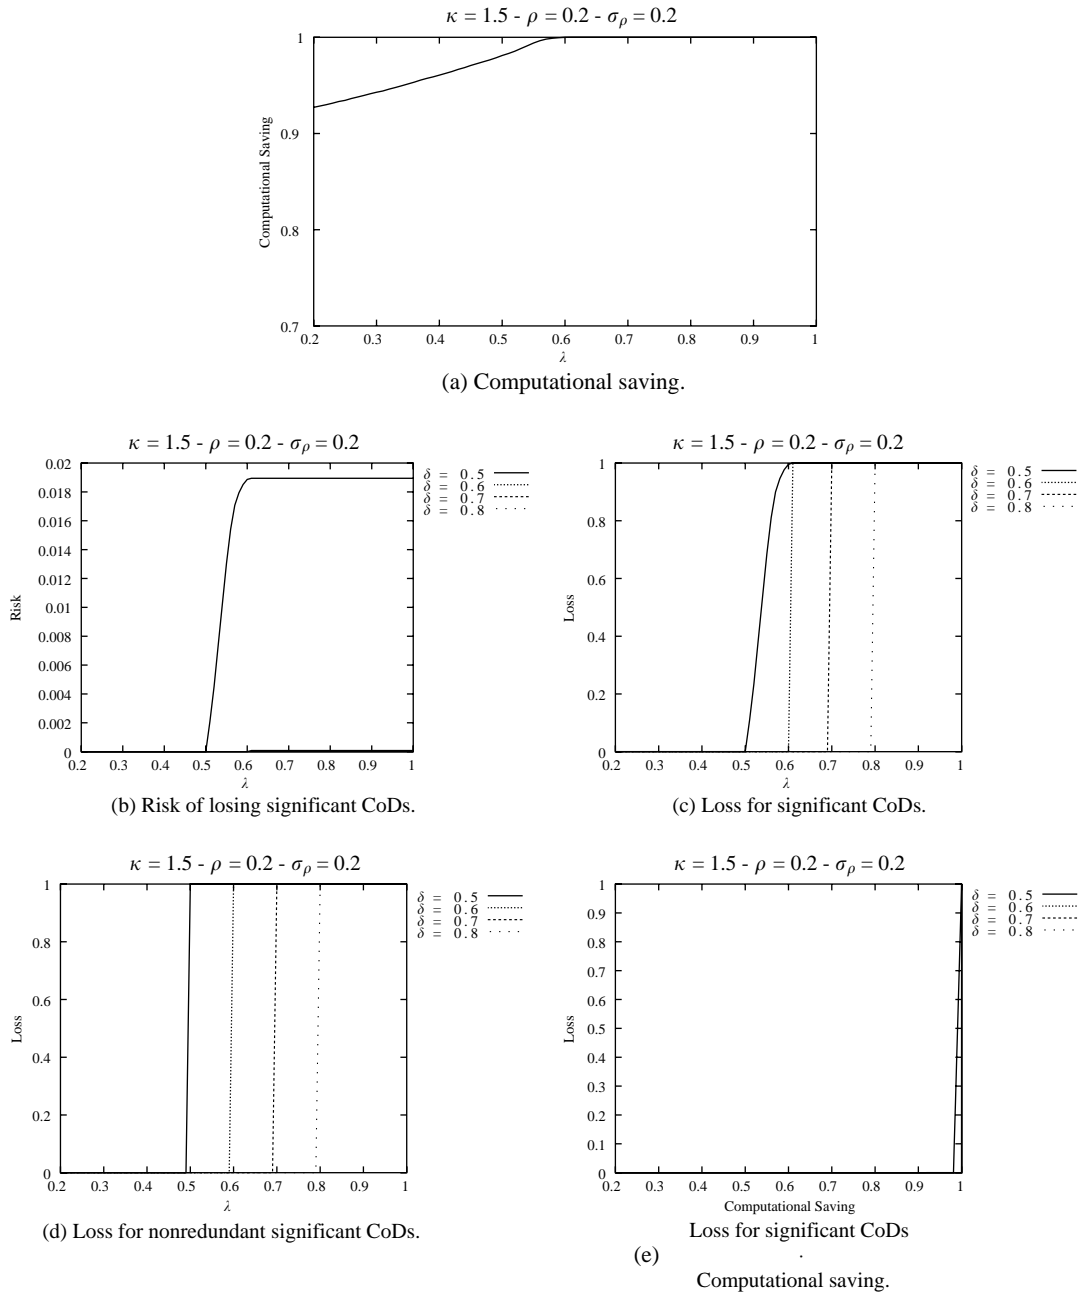 κ = 1.5 - ρ = 0.2 - σρ = 0.2
1
0.9
0.8
0.7
Computational Saving
0.2 0.3 0.4 0.5 0.6 0.7 0.8 0.9 1
λ
(a) Computational saving.
κ = 1.5 - ρ = 0.2 - σρ = 0.2
0.02
0.018
0.016
0.014
0.012
0.01
0.008
0.006
0.004
0.002
0
Risk
0.2 0.3 0.4 0.5 0.6 0.7 0.8 0.9 1
λ
δ = 0.5
δ = 0.6
δ = 0.7
δ = 0.8
(b) Risk of losing significant CoDs.
κ = 1.5 - ρ = 0.2 - σρ = 0.2
1
0.8
0.6
0.4
0.2
0
Loss
0.2 0.3 0.4 0.5 0.6 0.7 0.8 0.9 1
λ
δ = 0.5
δ = 0.6
δ = 0.7
δ = 0.8
(c) Loss for significant CoDs.
κ = 1.5 - ρ = 0.2 - σρ = 0.2
1
0.8
0.6
0.4
0.2
0
Loss
0.2 0.3 0.4 0.5 0.6 0.7 0.8 0.9 1
λ
δ = 0.5
δ = 0.6
δ = 0.7
δ = 0.8
(d) Loss for nonredundant significant CoDs.
κ = 1.5 - ρ = 0.2 - σρ = 0.2
1
0.9
0.8
0.7
0.6
0.5
0.4
0.3
0.2
0.1
0
Loss
0.2 0.3 0.4 0.5 0.6 0.7 0.8 0.9 1
Computational Saving
δ = 0.5
δ = 0.6
δ = 0.7
δ = 0.8
Loss for significant CoDs
(e) .
Computational saving.